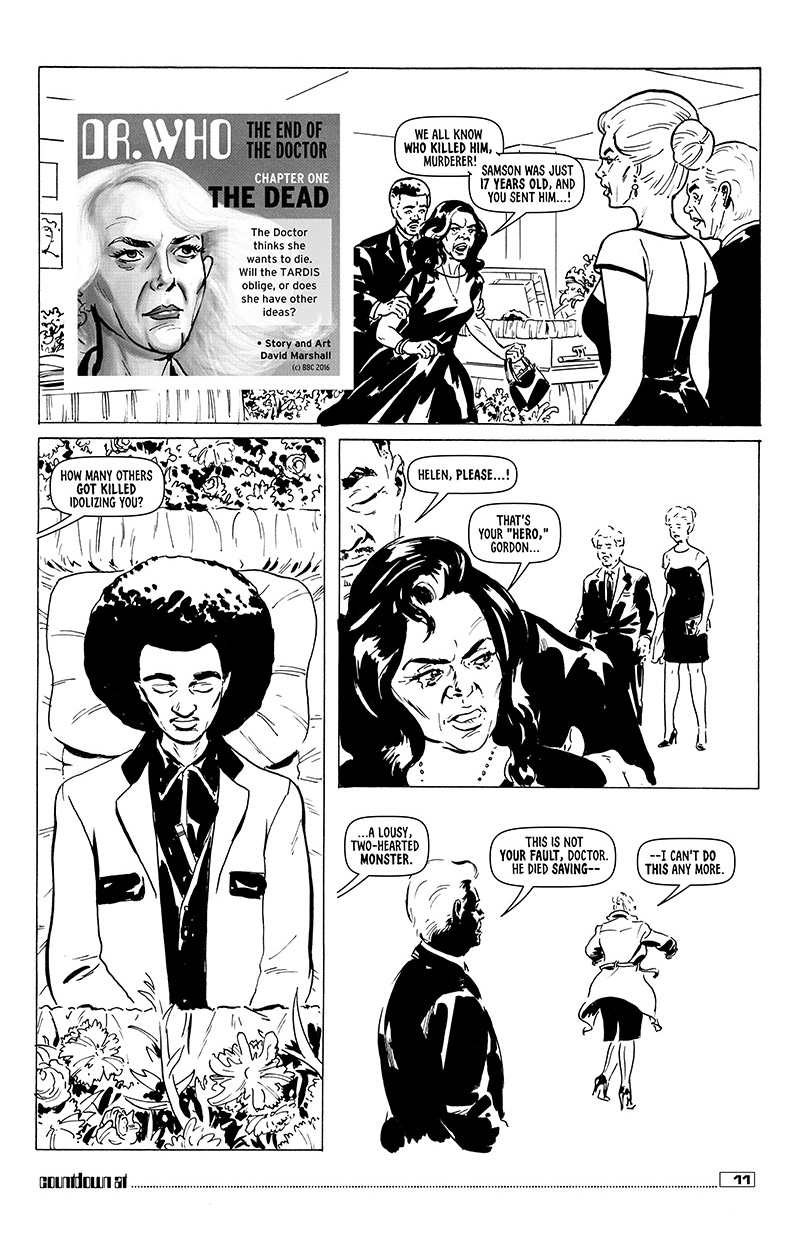 DR. WHO
THE END OF
THE DOCTOR
CHAPTER ONE
THE DEAD
The Doctor
thinks she
wants to die.
Will the TARDIS
oblige, or does
she have other
ideas?
• Story and Art
David Marshall
(c) BBC 2016
WE ALL KNOW
WHO KILLED HIM,
MURDERER!
SAMSON WAS JUST
17 YEARS OLD, AND
YOU SENT HIM...!
HOW MANY OTHERS
GOT KILLED
IDOLIZING YOU?
HELEN, PLEASE...!
THAT'S
YOUR "HERO,"
GORDON...
...A LOUSY,
TWO-HEARTED
MONSTER.
THIS IS NOT
YOUR FAULT, DOCTOR.
HE DIED SAVING--
--I CAN'T DO
THIS ANY MORE.
countdown art
11